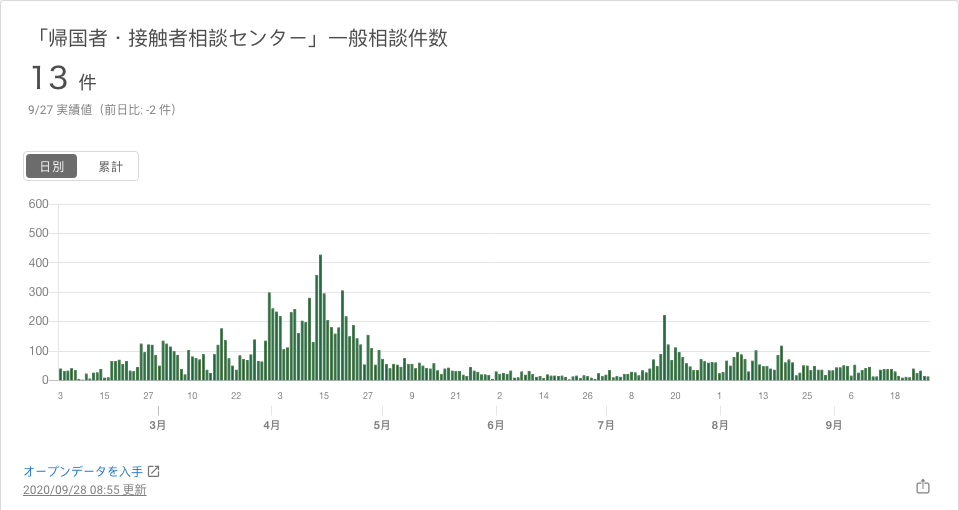 「帰国者・接触者相談センター」一般相談件数
13 件
9/27 実績値（前日比: -2 件）
日別 累計
600
500
400
300
200
100
0
3 15 27 10 22 3 15 27 9 21 2 14 26 8 20 1 13 25 6 18
3月 4月 5月 6月 7月 8月 9月
オープンデータを入手
2020/09/28 08:55 更新